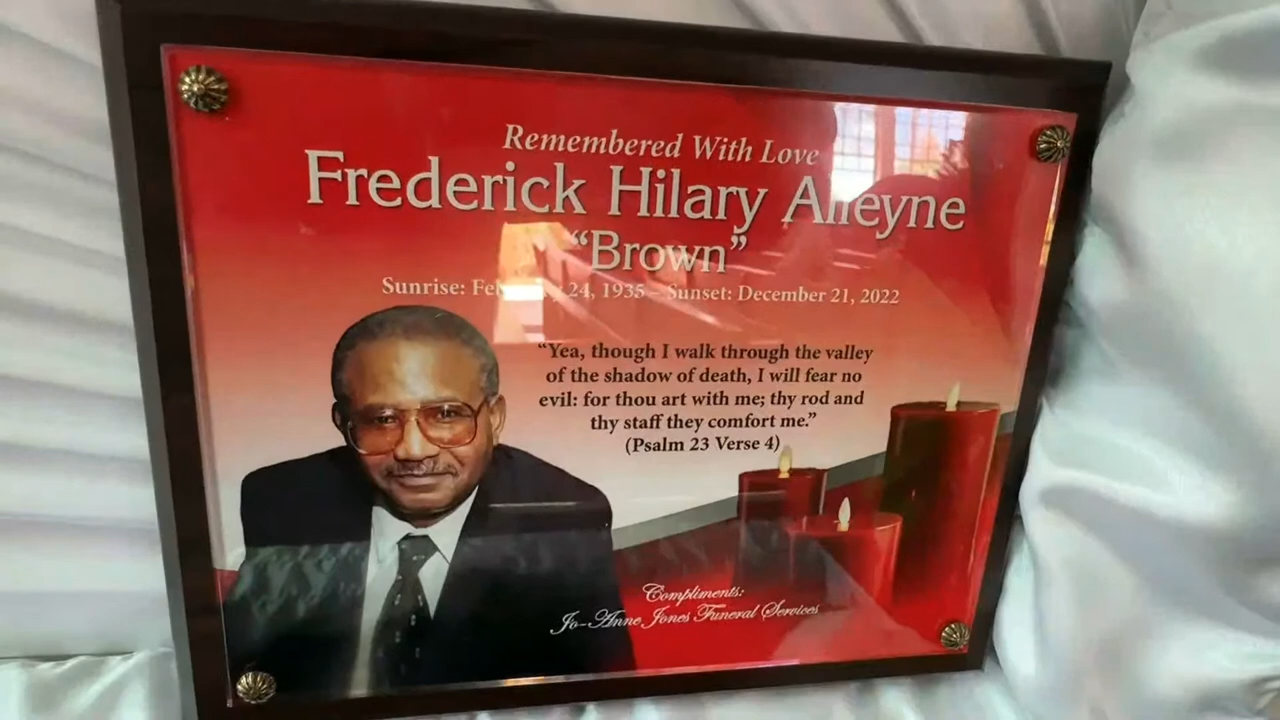 Remembered With Love
Frederick Hilary Alleyne
“Brown”
Sunrise: February 24, 1935 – Sunset: December 21, 2022
“Yea, though I walk through the valley
of the shadow of death, I will fear no
evil: for thou art with me; thy rod and
thy staff they comfort me.”
(Psalm 23 Verse 4)
Compliments:
Jo-Anne Jones Funeral Services